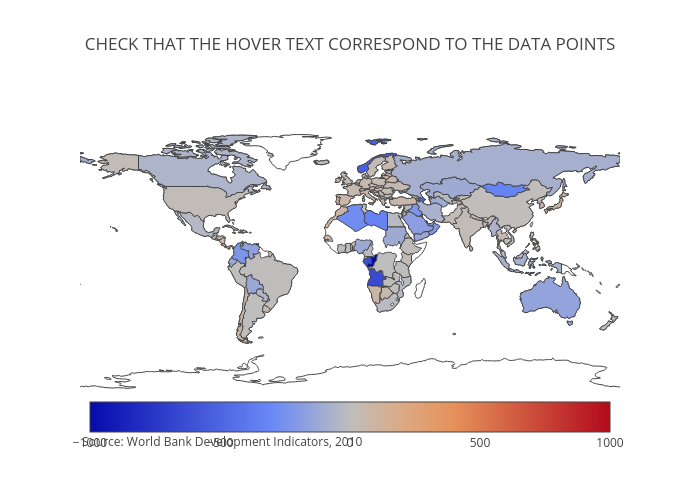 CHECK THAT THE HOVER TEXT CORRESPOND TO THE DATA POINTS
−1000 −500 0 500 1000
Source: World Bank Development Indicators, 2010